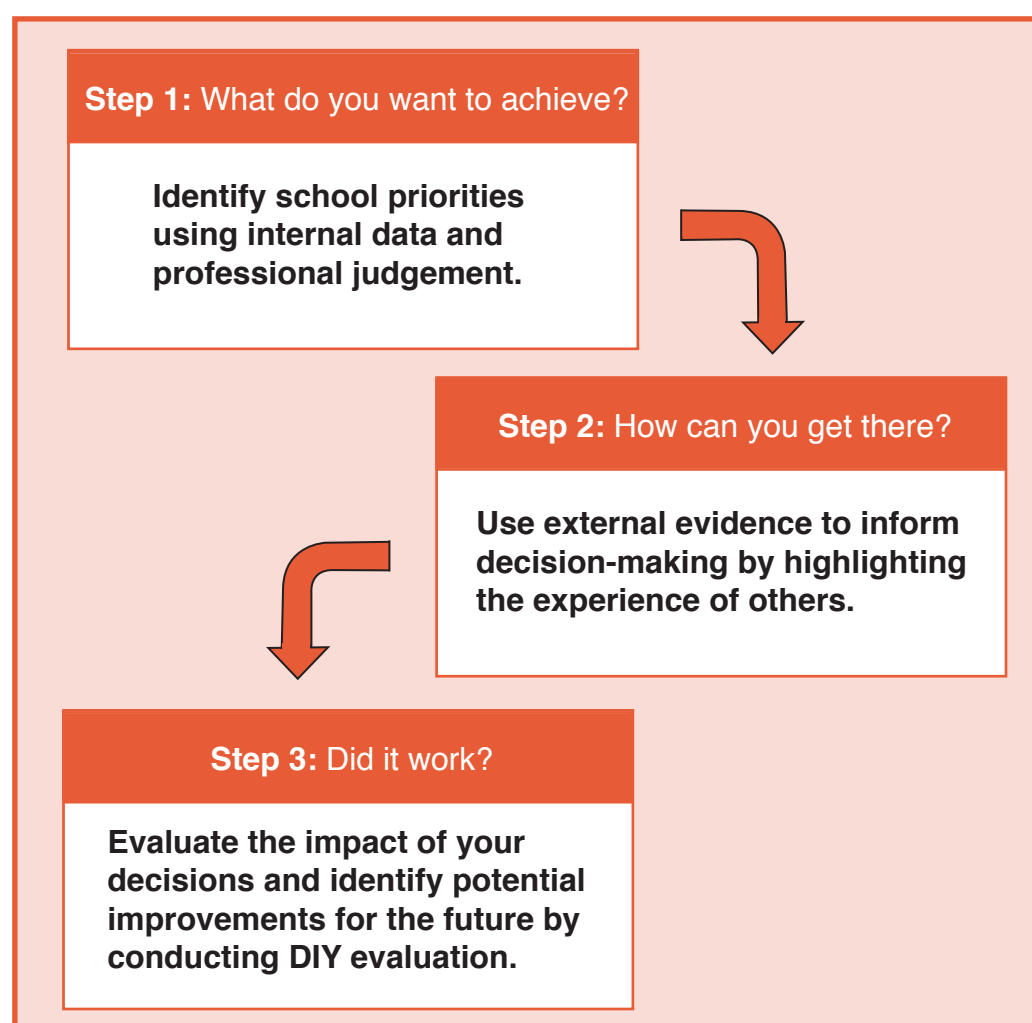 Step 1: What do you want to achieve?
Identify school priorities
using internal data and
professional judgement.
Step 2: How can you get there?
Use external evidence to inform
decision-making by highlighting
the experience of others.
Step 3: Did it work?
Evaluate the impact of your
decisions and identify potential
improvements for the future by
conducting DIY evaluation.